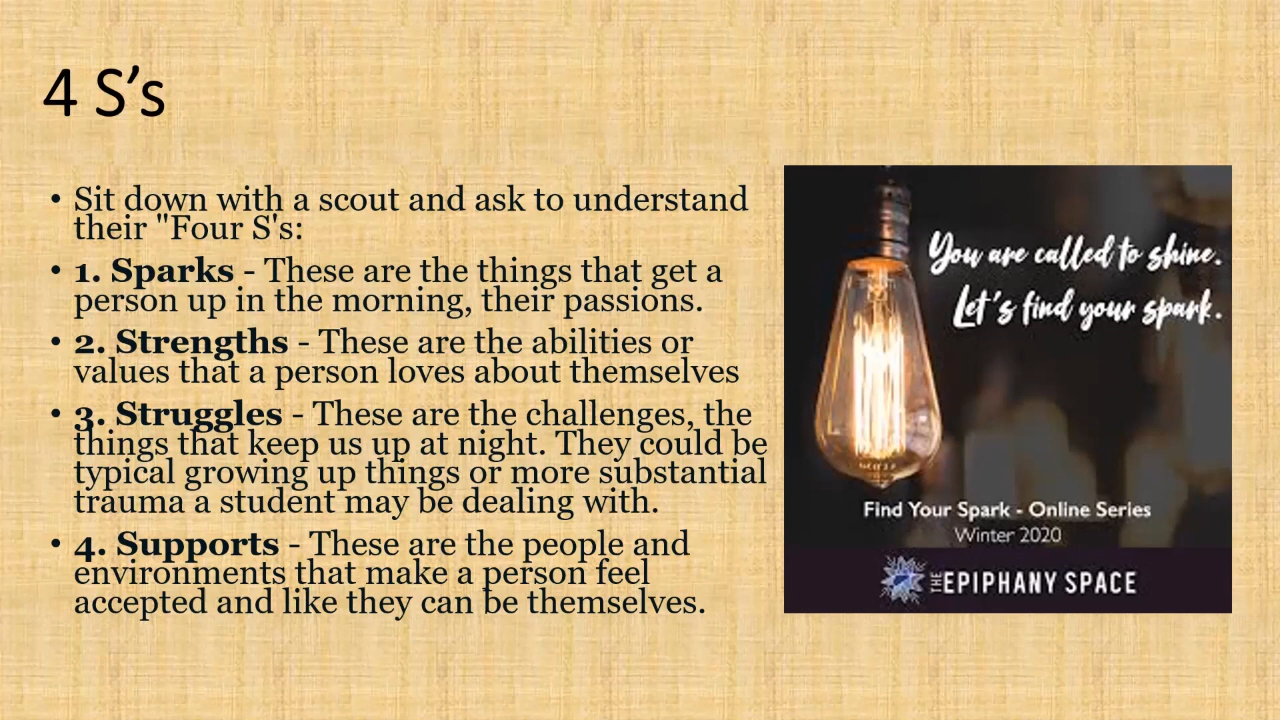 4 S’s
• Sit down with a scout and ask to understand
their "Four S's:
• 1. Sparks - These are the things that get a
person up in the morning, their passions.
• 2. Strengths - These are the abilities or
values that a person loves about themselves
• 3. Struggles - These are the challenges, the
things that keep us up at night. They could be
typical growing up things or more substantial
trauma a student may be dealing with.
• 4. Supports - These are the people and
environments that make a person feel
accepted and like they can be themselves.
You are called to shine.
Let's find your spark.
Find Your Spark - Online Series
Winter 2020
THE EPIPHANY SPACE